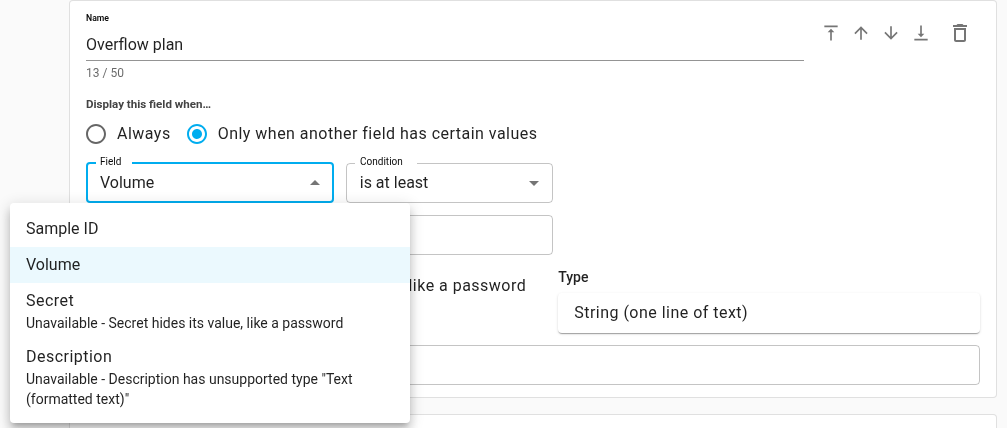 Name
Overflow plan
13 / 50
Display this field when...
Always
Only when another field has certain values
Field
Volume
Condition
is at least
Sample ID
Volume
Secret
Unavailable - Secret hides its value, like a password
Description
Unavailable - Description has unsupported type "Text
(formatted text)"
like a password
Type
String (one line of text)